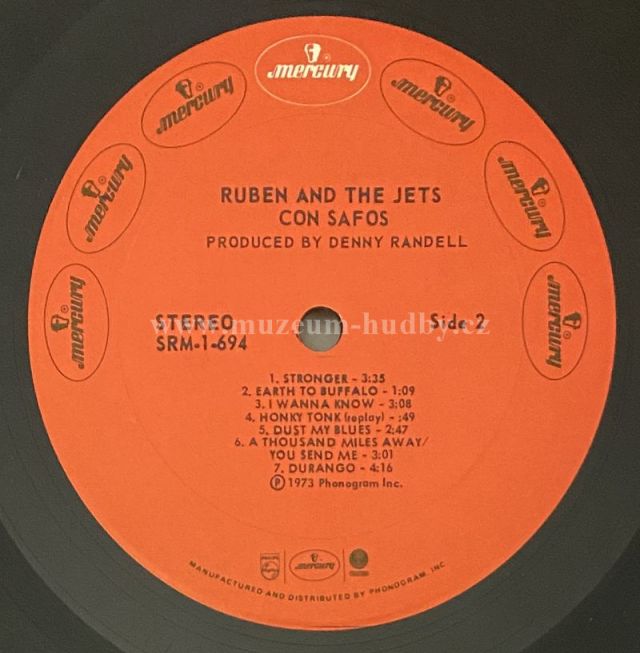 mercury
mercury
mercury
mercury
mercury
mercury
mercury
RUBEN AND THE JETS
CON SAFOS
PRODUCED BY DENNY RANDELL
STEREO
Side 2
www.muzeum-hudby.cz
SRM-1-694
1. STRONGER - 3:35
2. EARTH TO BUFFALO - 1:09
3. I WANNA KNOW - 3:08
4. HONKY TONK (replay) - :49
5. DUST MY BLUES - 2:47
6. A THOUSAND MILES AWAY/
YOU SEND ME - 3:01
7. DURANGO - 4:16
Ⓟ 1973 Phonogram Inc.
PHILIPS
mercury
MANUFACTURED AND DISTRIBUTED BY PHONOGRAM, INC